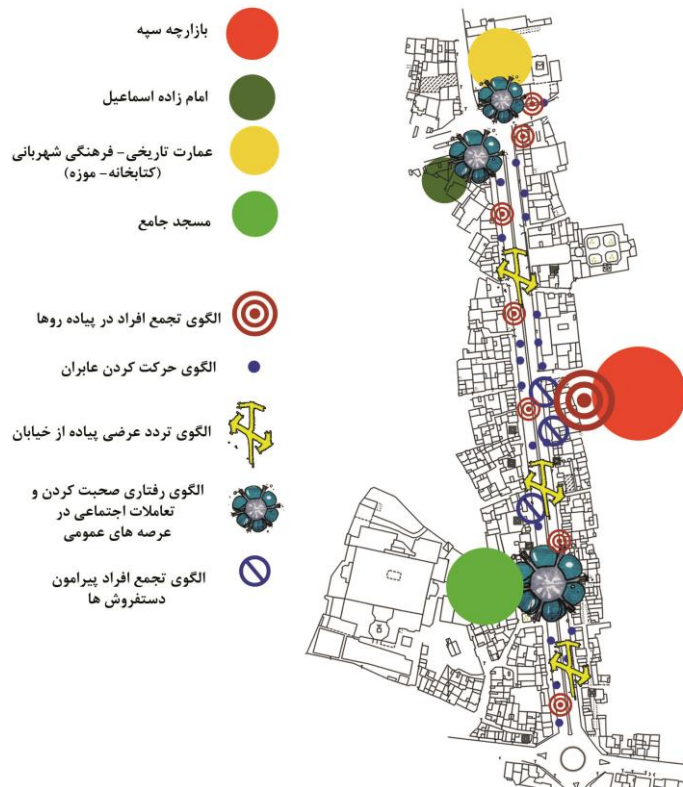 بازارچه سپه
امام زاده اسماعیل
عمارت تاریخی- فرهنگی شهربانی
(کتابخانه- موزه)
مسجد جامع
الگوی تجمع افراد در پیاده روها
الگوی حرکت کردن عابران
الگوی تردد عرضی پیاده از خیابان
الگوی رفتاری صحبت کردن و
تعاملات اجتماعی در
عرصه های عمومی
الگوی تجمع افراد پیرامون
دستفروش ها